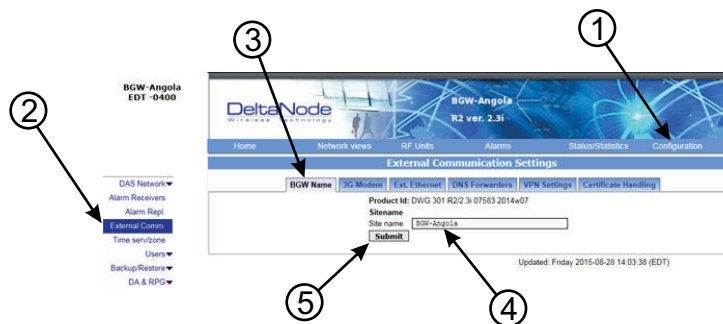 3
1
BGW-Angola
EDT -0400
2
DeltaNode
Wireless Technology
BGW-Angola
R2 ver. 2.3i
Home Network views RF Units Alarms Status/Statistics Configuration
External Communication Settings
BGW Name 3G-Modem Ext. Ethernet DNS Forwarders VPN Settings Certificate Handling
DAS Network
Alarm Receivers
Alarm Repl.
External Comm.
Time serv/zone
Users
Backup/Restore
DA & RPG
Product Id: DWG 301 R2/2.3i 07583 2014w07
Sitename
Site name BGW-Angola
Submit
Updated: Friday 2015-08-28 14:03:38 (EDT)
5
4